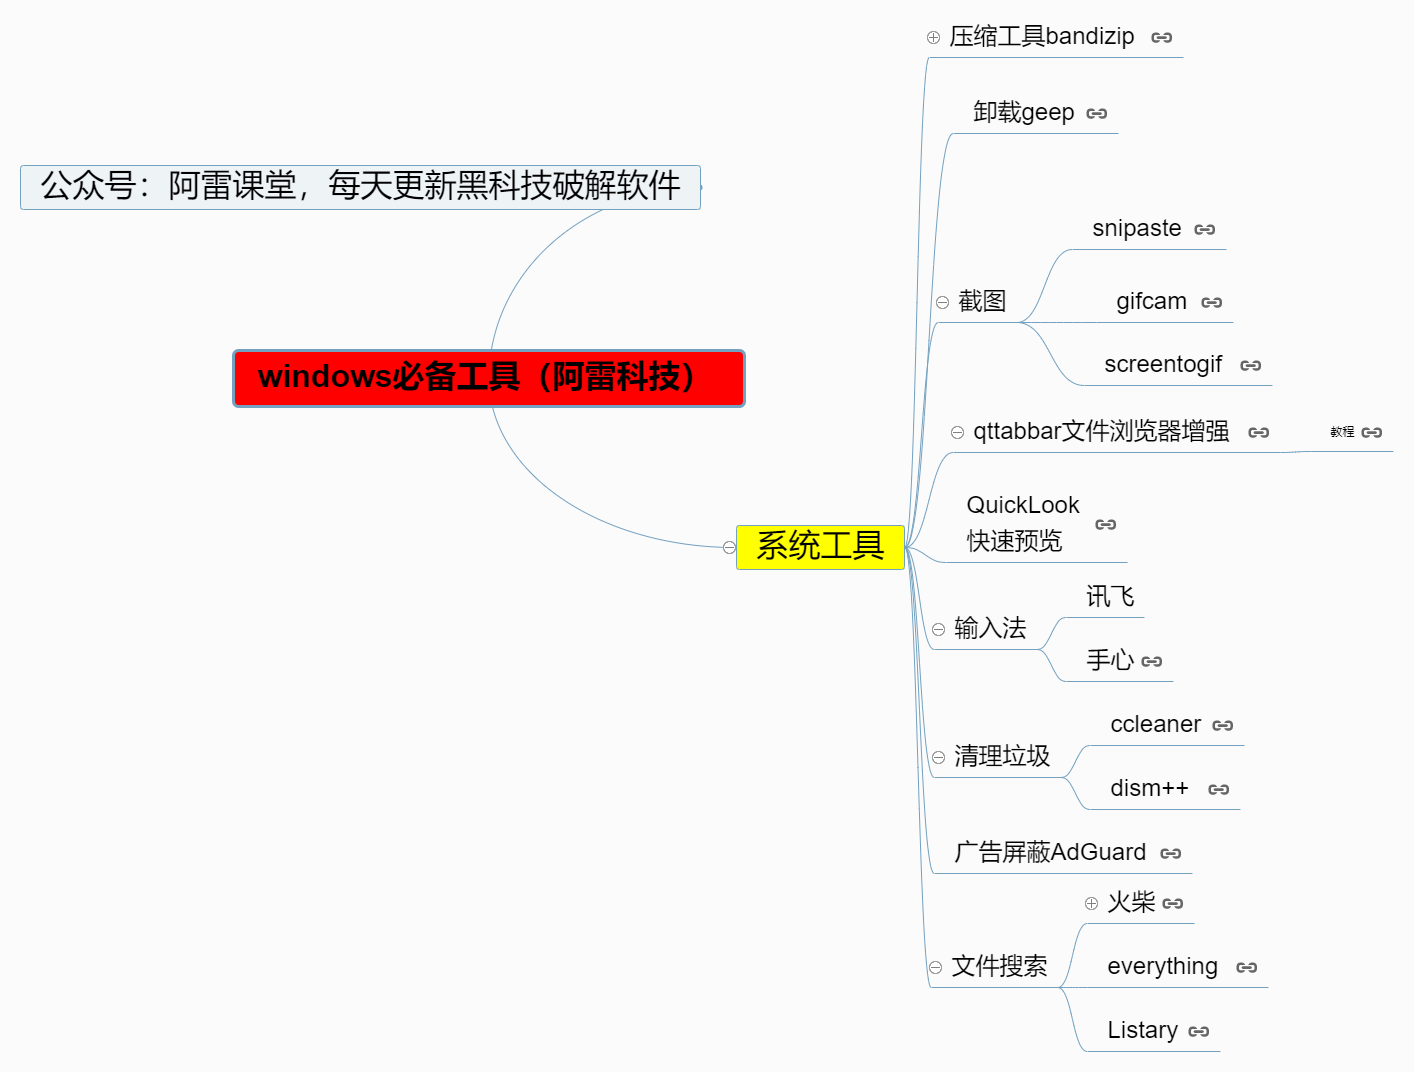 公众号：阿雷课堂，每天更新黑科技破解软件
windows必备工具（阿雷科技）
系统工具
压缩工具bandizip
卸载geep
截图
snipaste
gifcam
screentogif
qttabbar文件浏览器增强
教程
QuickLook
快速预览
输入法
讯飞
手心
清理垃圾
ccleaner
dism++
广告屏蔽AdGuard
文件搜索
火柴
everything
Listary